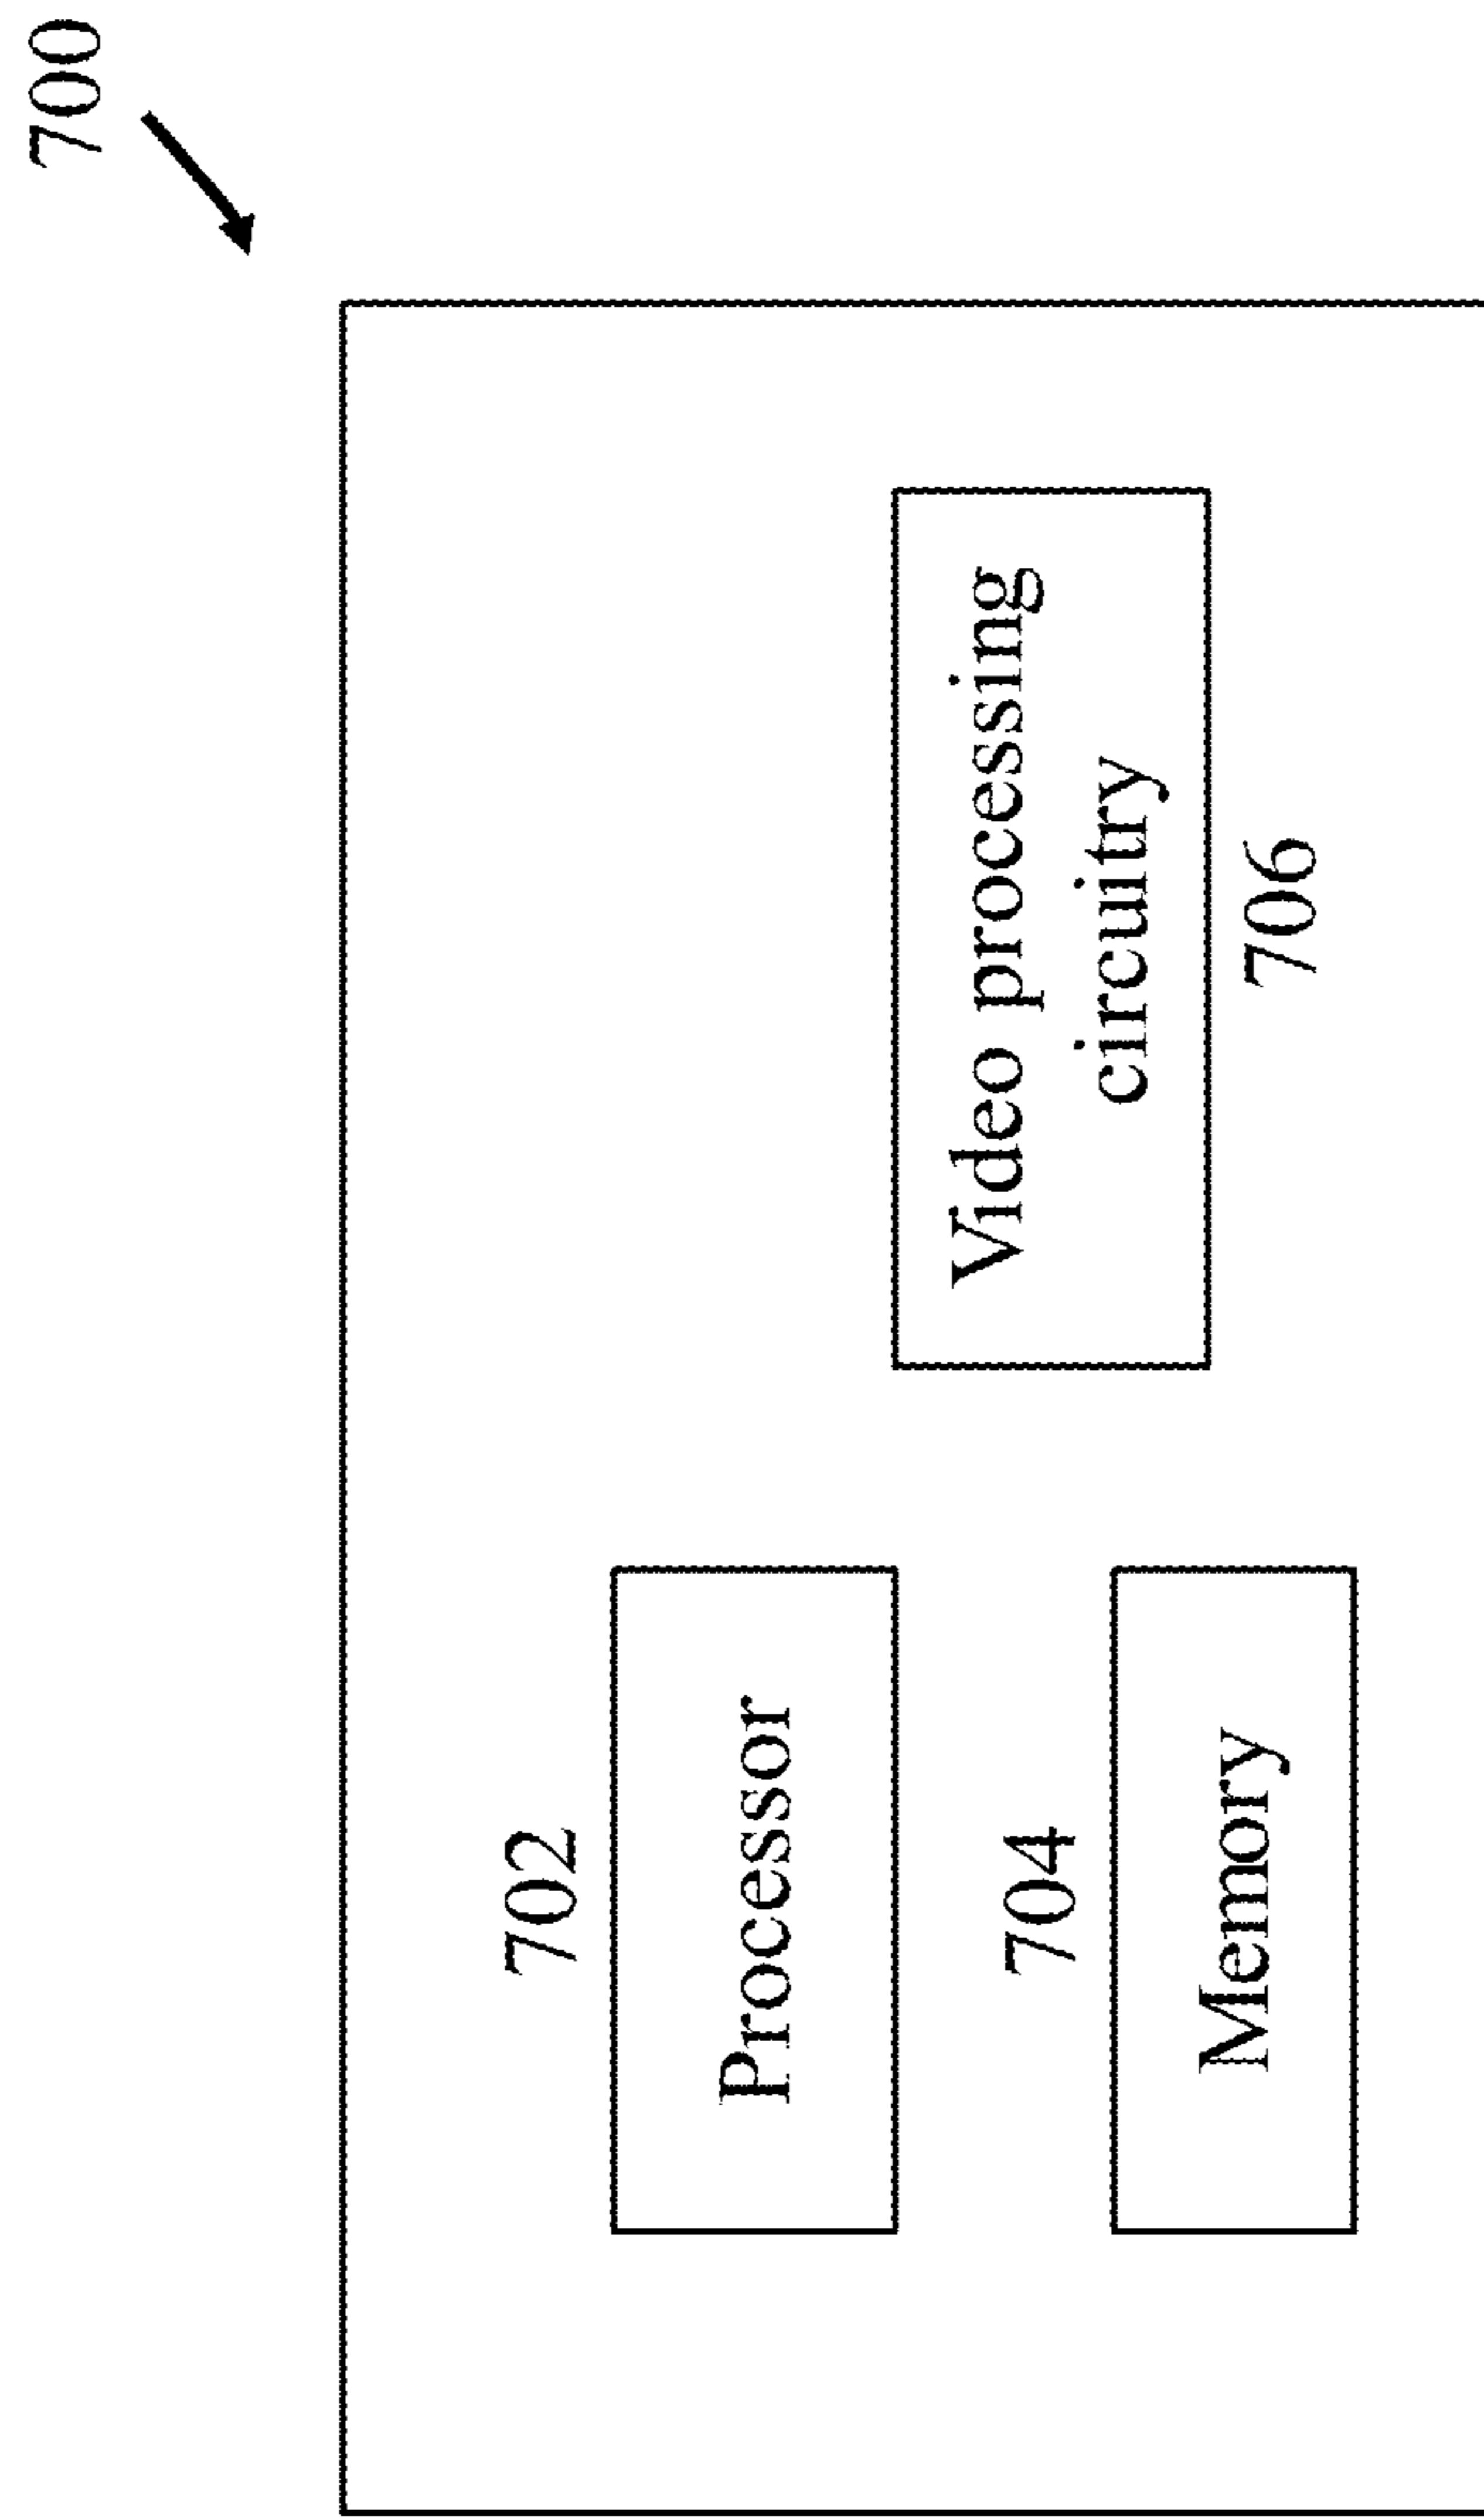 700
702
Processor
704
Memory
Video processing
circuitry
706